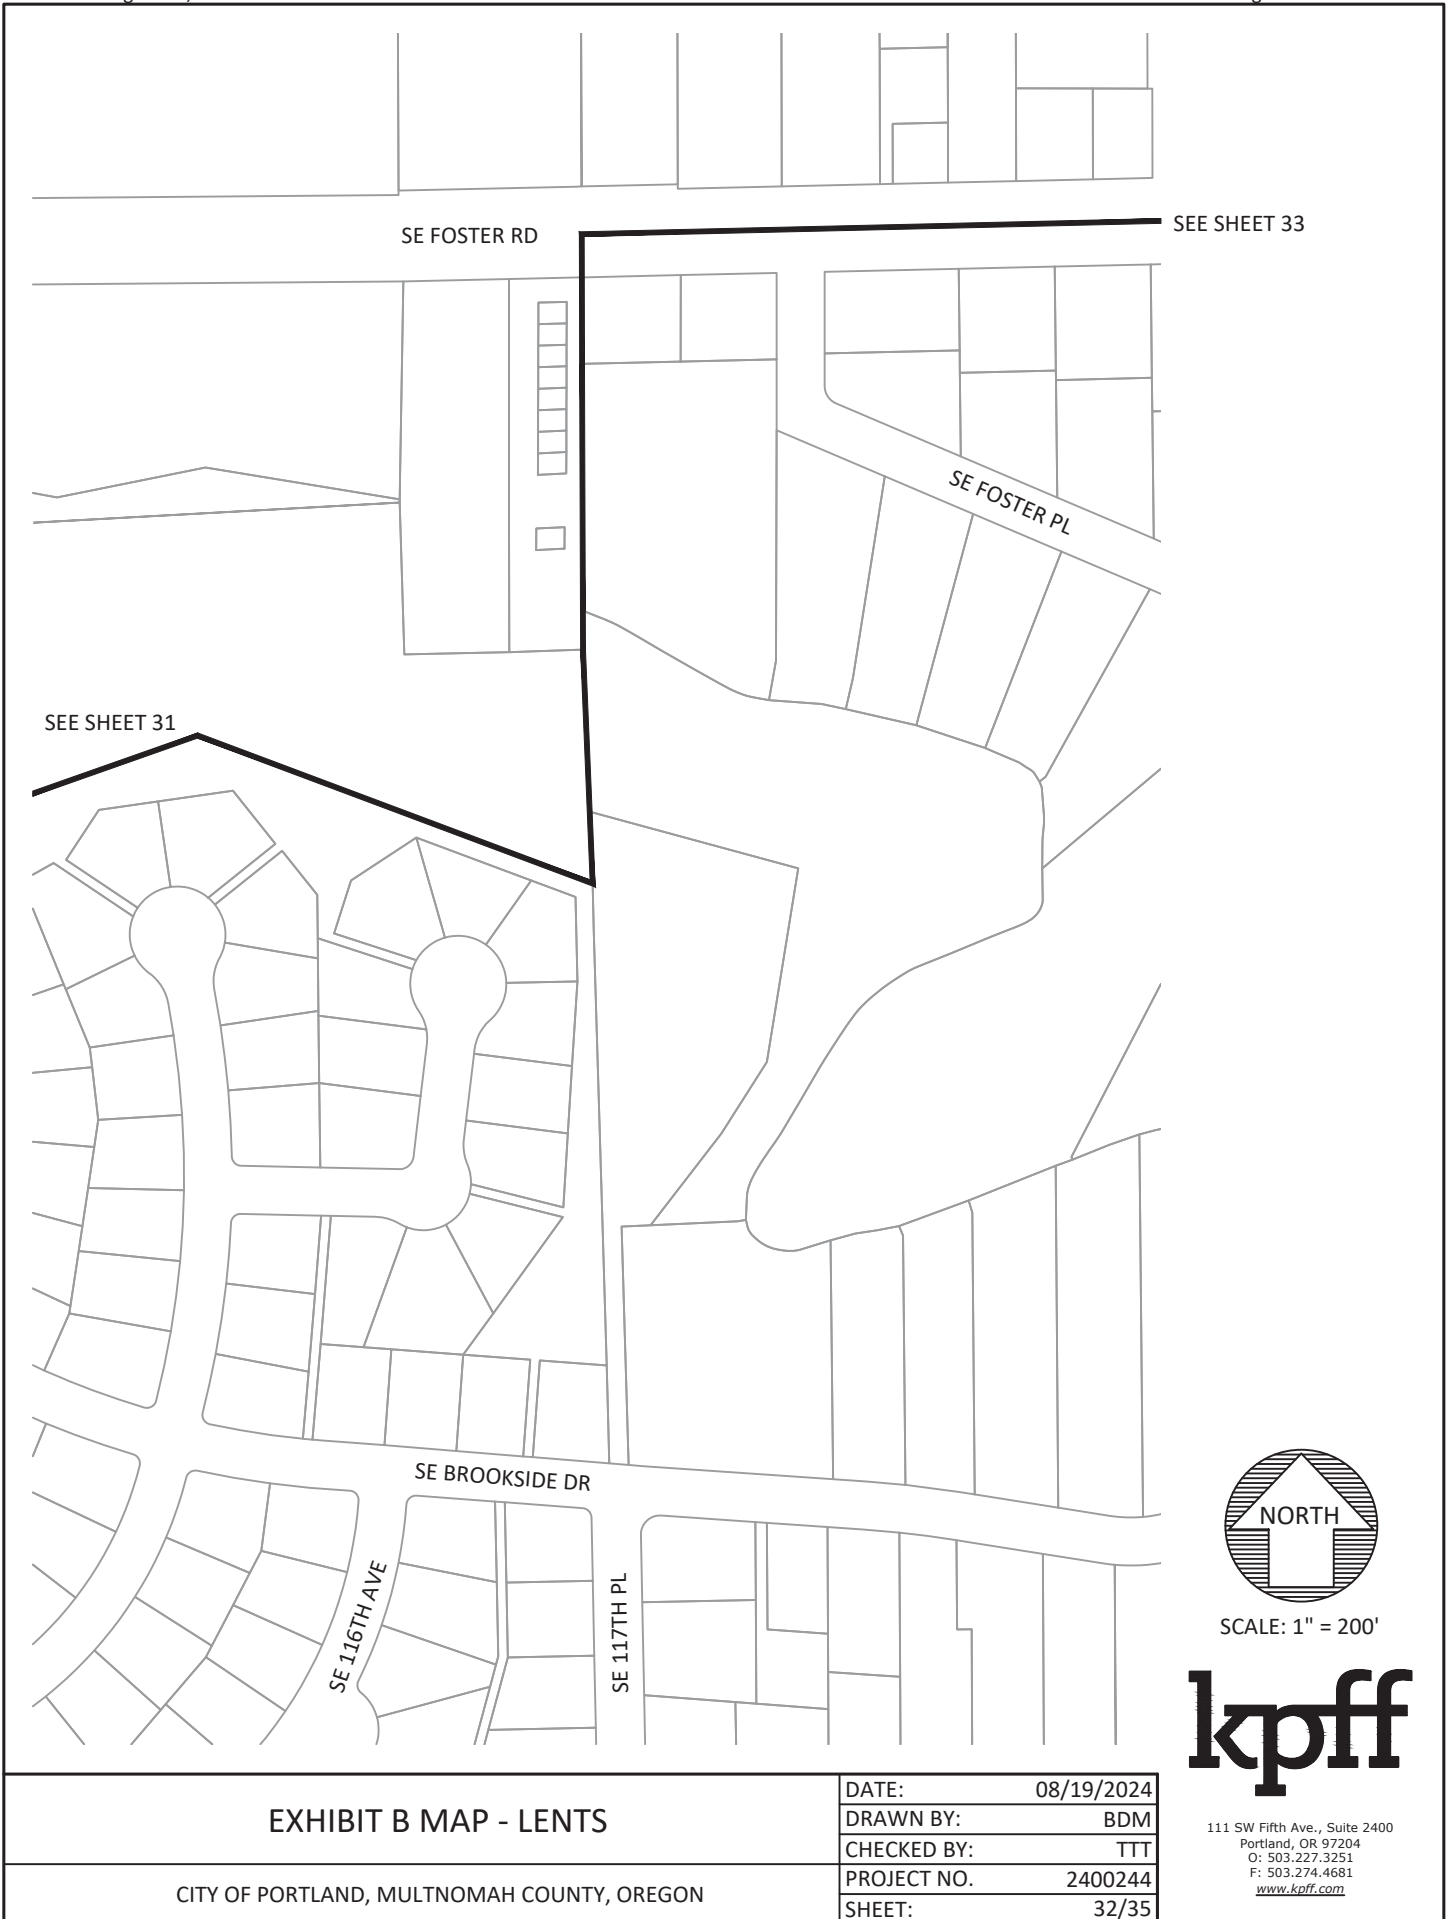 SE FOSTER RD
SEE SHEET 33
SE FOSTER PL
SEE SHEET 31
SE BROOKSIDE DR
SE 116TH AVE
SE 117TH PL
NORTH
SCALE: 1" = 200'
kpff
111 SW Fifth Ave., Suite 2400
Portland, OR 97204
O: 503.227.3251
F: 503.274.4681
www.kpff.com
EXHIBIT B MAP - LENTS
CITY OF PORTLAND, MULTNOMAH COUNTY, OREGON
DATE: 08/19/2024
DRAWN BY: BDM
CHECKED BY: TTT
PROJECT NO. 2400244
SHEET: 32/35